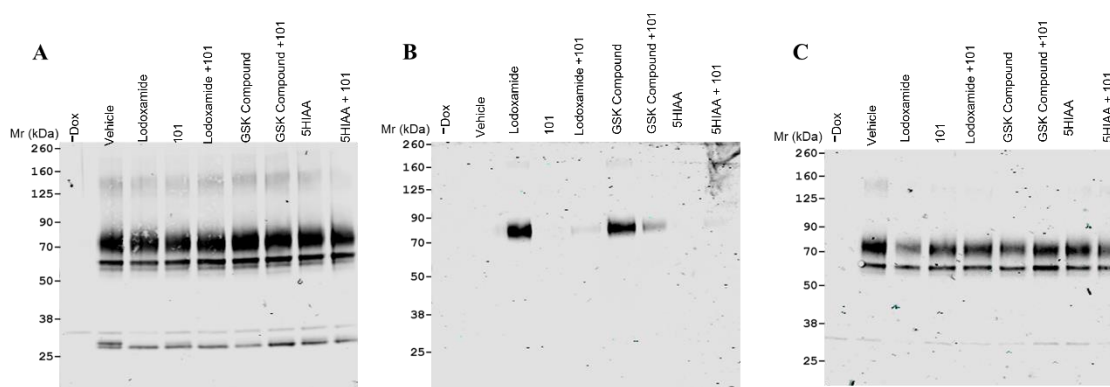 A
–Dox
Vehicle
Lodoxamide
101
Lodoxamide +101
GSK Compound
GSK Compound +101
5HIAA
5HIAA + 101
Mr (kDa)
260
160
125
90
70
50
38
25
B
–Dox
Vehicle
Lodoxamide
101
Lodoxamide +101
GSK Compound
GSK Compound +101
5HIAA
5HIAA + 101
Mr (kDa)
260
160
125
90
70
50
38
25
C
–Dox
Vehicle
Lodoxamide
101
Lodoxamide +101
GSK Compound
GSK Compound +101
5HIAA
5HIAA + 101
Mr (kDa)
260
160
125
90
70
50
38
25